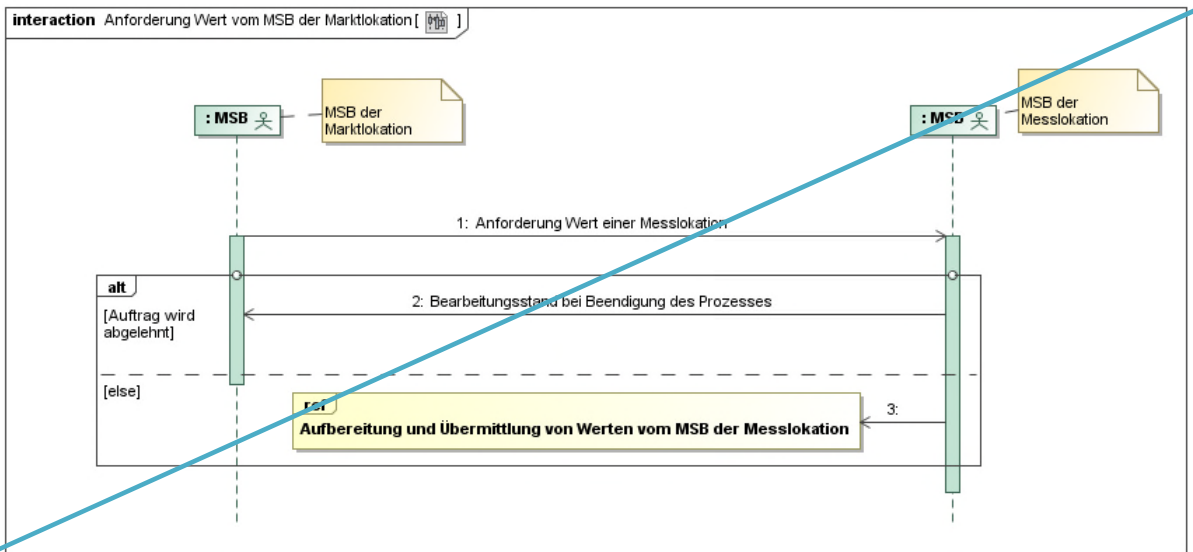 interaction Anforderung Wert vom MSB der Marktlokation [ ]
: MSB
MSB der
Marktlokation
: MSB
MSB der
Messlokation
1: Anforderung Wert einer Messlokation
alt
2: Bearbeitungsstand bei Beendigung des Prozesses
[Auftrag wird
abgelehnt]
[else]
ref
3:
Aufbereitung und Übermittlung von Werten vom MSB der Messlokation